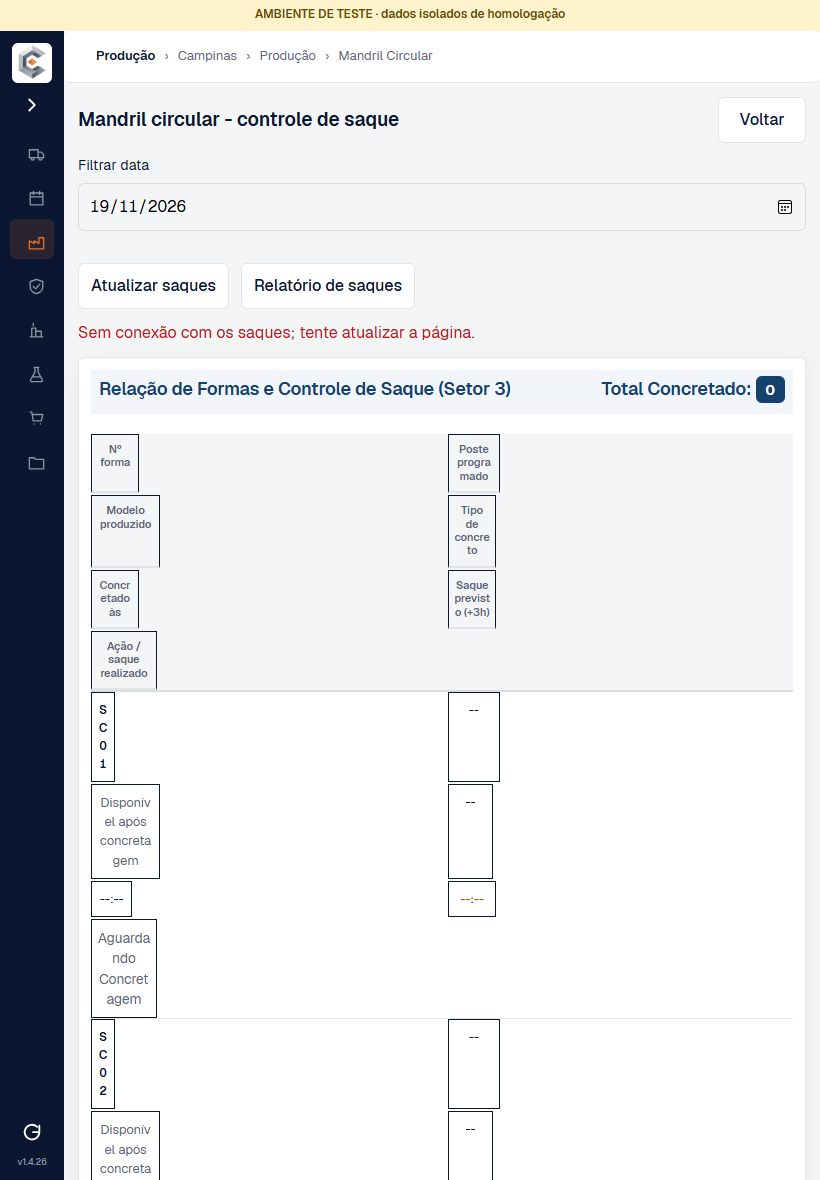 AMBIENTE DE TESTE · dados isolados de homologação
Produção › Campinas › Produção › Mandril Circular
Mandril circular - controle de saque
Voltar
Filtrar data
19/11/2026
Atualizar saques
Relatório de saques
Sem conexão com os saques; tente atualizar a página.
Relação de Formas e Controle de Saque (Setor 3)
Total Concretado: 0
Nº
forma
Poste
progra
mado
Modelo
produzido
Tipo
de
concre
to
Concr
etado
às
Saque
previst
o (+3h)
Ação /
saque
realizado
S
C
0
1
--
Disponív
el após
concreta
gem
--
--:--
--:--
Aguarda
ndo
Concret
agem
S
C
0
2
--
Disponív
el após
concreta
--
v1.4.26